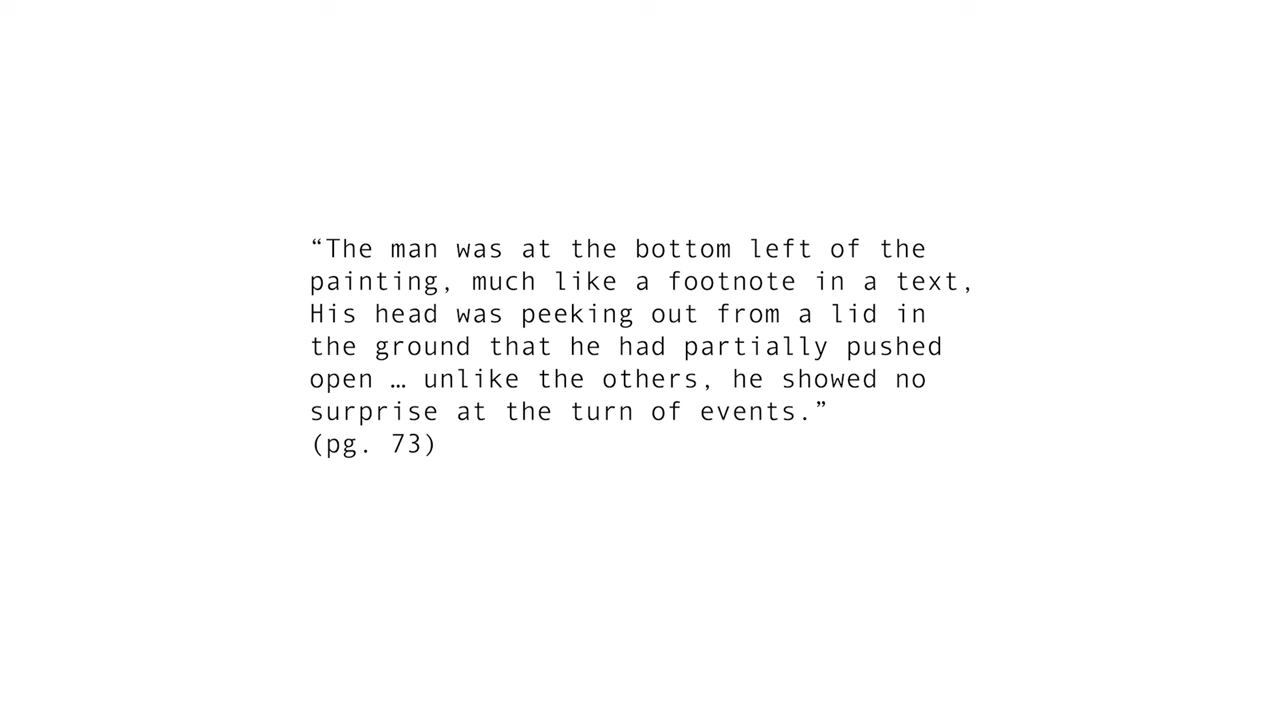 “The man was at the bottom left of the
painting, much like a footnote in a text,
His head was peeking out from a lid in
the ground that he had partially pushed
open … unlike the others, he showed no
surprise at the turn of events.”
(pg. 73)